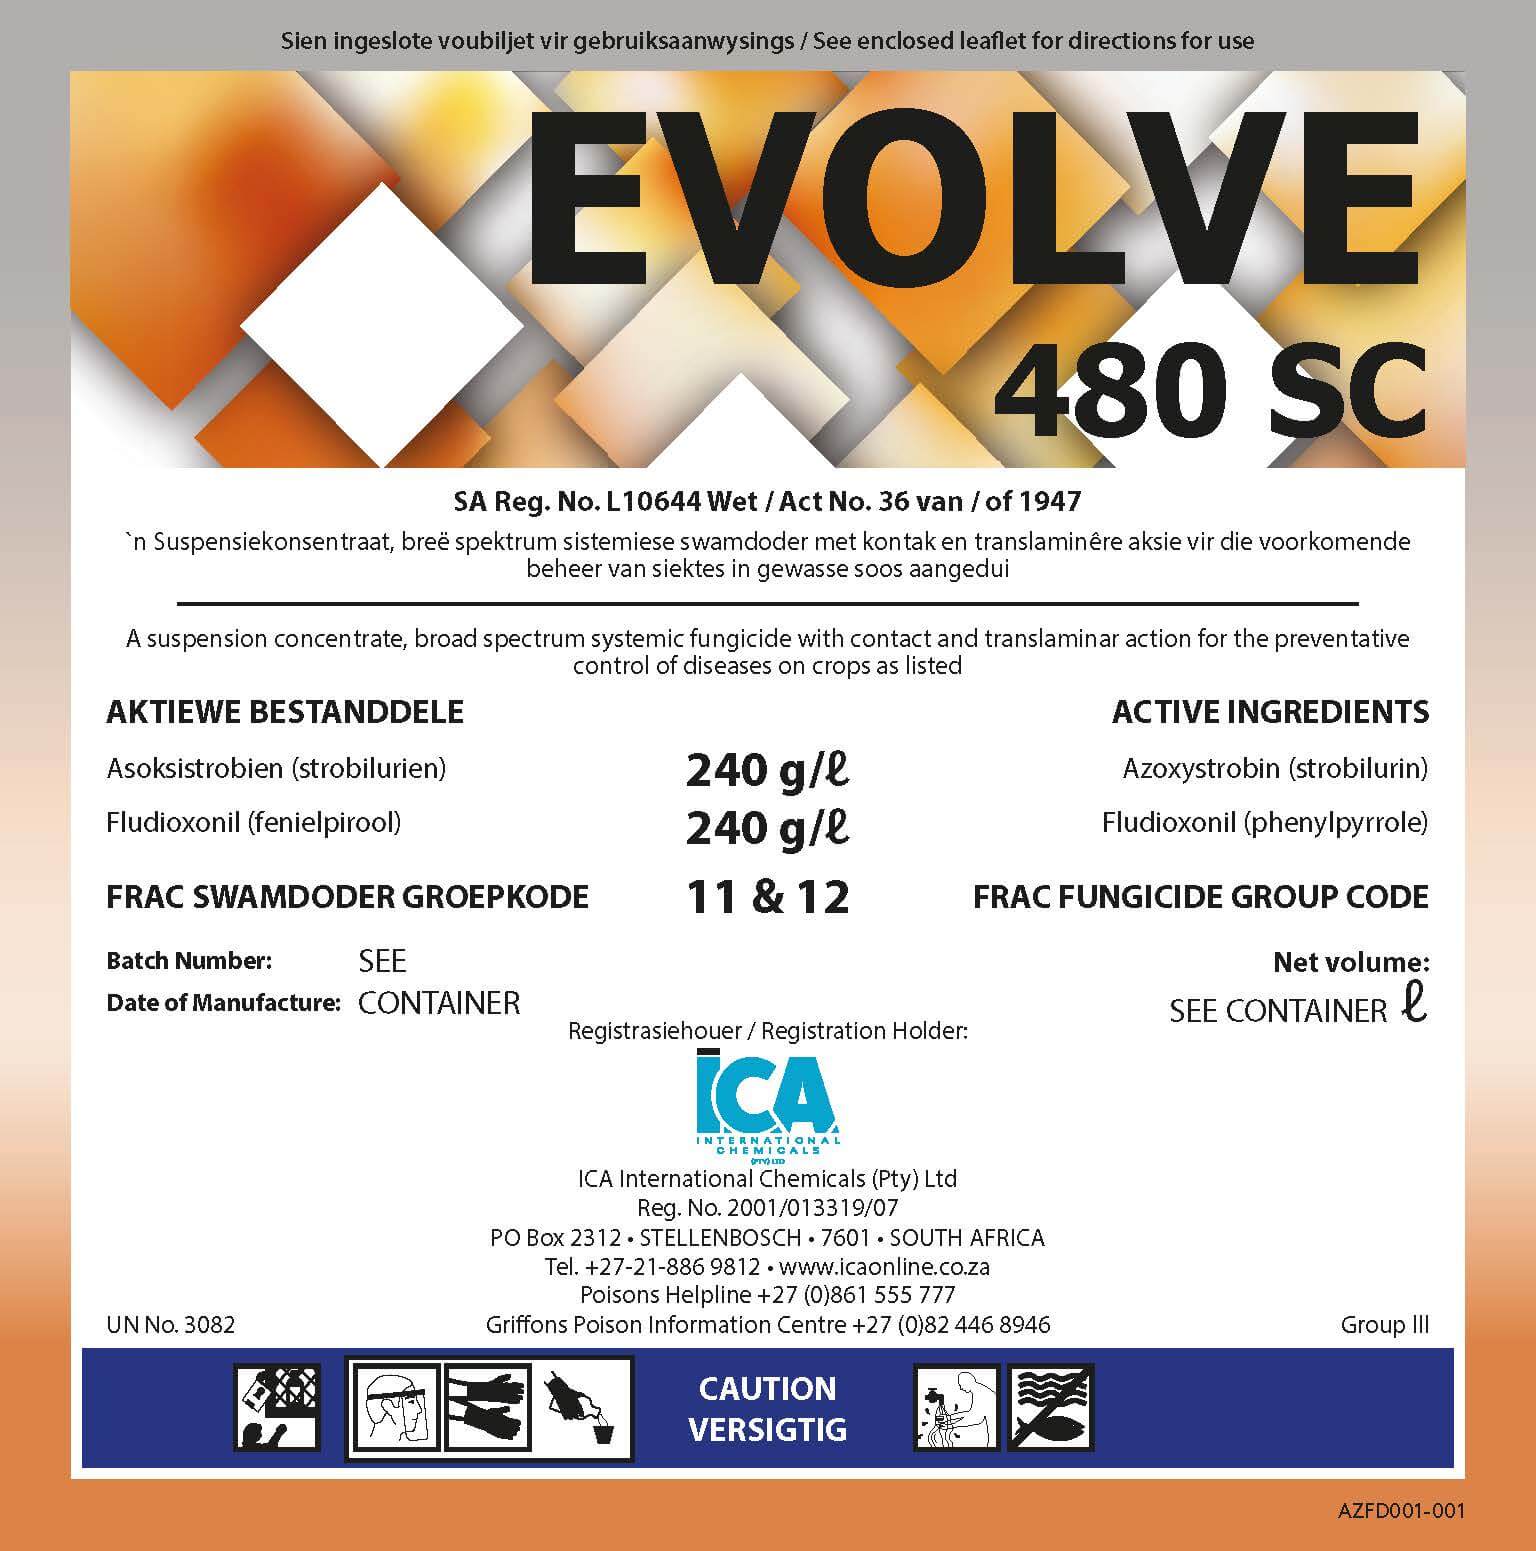 Sien ingeslote voubiljet vir gebruiksaanwysings / See enclosed leaflet for directions for use
EVOLVE
480 SC
SA Reg. No. L10644 Wet / Act No. 36 van / of 1947
`n Suspensiekonsentraat, breë spektrum sistemiese swamdoder met kontak en translaminêre aksie vir die voorkomende
beheer van siektes in gewasse soos aangedui
A suspension concentrate, broad spectrum systemic fungicide with contact and translaminar action for the preventative
control of diseases on crops as listed
AKTIEWE BESTANDDELE ACTIVE INGREDIENTS
Asoksistrobien (strobilurien) 240 g/ℓ Azoxystrobin (strobilurin)
Fludioxonil (fenielpirool) 240 g/ℓ Fludioxonil (phenylpyrrole)
FRAC SWAMDODER GROEPKODE 11 & 12 FRAC FUNGICIDE GROUP CODE
Batch Number: SEE Net volume:
Date of Manufacture: CONTAINER SEE CONTAINER ℓ
Registrasiehouer / Registration Holder:
ICA
INTERNATIONAL
CHEMICALS
(PTY) LTD
ICA International Chemicals (Pty) Ltd
Reg. No. 2001/013319/07
PO Box 2312 • STELLENBOSCH • 7601 • SOUTH AFRICA
Tel. +27-21-886 9812 • www.icaonline.co.za
Poisons Helpline +27 (0)861 555 777
UN No. 3082 Griffons Poison Information Centre +27 (0)82 446 8946 Group III
CAUTION
VERSIGTIG
AZFD001-001